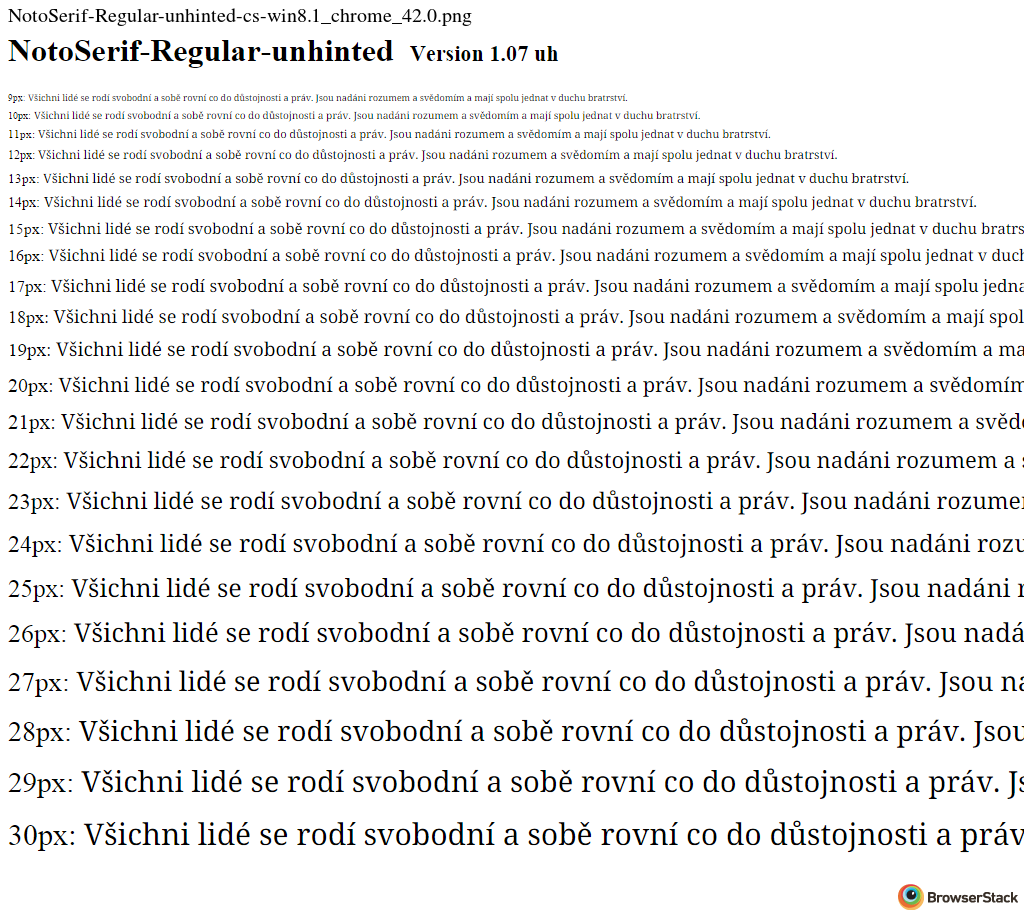 NotoSerif-Regular-unhinted-cs-win8.1_chrome_42.0.png
NotoSerif-Regular-unhinted Version 1.07 uh
9px: Všichni lidé se rodí svobodní a sobě rovní co do důstojnosti a práv. Jsou nadáni rozumem a svědomím a mají spolu jednat v duchu bratrství.
10px: Všichni lidé se rodí svobodní a sobě rovní co do důstojnosti a práv. Jsou nadáni rozumem a svědomím a mají spolu jednat v duchu bratrství.
11px: Všichni lidé se rodí svobodní a sobě rovní co do důstojnosti a práv. Jsou nadáni rozumem a svědomím a mají spolu jednat v duchu bratrství.
12px: Všichni lidé se rodí svobodní a sobě rovní co do důstojnosti a práv. Jsou nadáni rozumem a svědomím a mají spolu jednat v duchu bratrství.
13px: Všichni lidé se rodí svobodní a sobě rovní co do důstojnosti a práv. Jsou nadáni rozumem a svědomím a mají spolu jednat v duchu bratrství.
14px: Všichni lidé se rodí svobodní a sobě rovní co do důstojnosti a práv. Jsou nadáni rozumem a svědomím a mají spolu jednat v duchu bratrství.
15px: Všichni lidé se rodí svobodní a sobě rovní co do důstojnosti a práv. Jsou nadáni rozumem a svědomím a mají spolu jednat v duchu bratrs
16px: Všichni lidé se rodí svobodní a sobě rovní co do důstojnosti a práv. Jsou nadáni rozumem a svědomím a mají spolu jednat v duch
17px: Všichni lidé se rodí svobodní a sobě rovní co do důstojnosti a práv. Jsou nadáni rozumem a svědomím a mají spolu jedna
18px: Všichni lidé se rodí svobodní a sobě rovní co do důstojnosti a práv. Jsou nadáni rozumem a svědomím a mají spol
19px: Všichni lidé se rodí svobodní a sobě rovní co do důstojnosti a práv. Jsou nadáni rozumem a svědomím a ma
20px: Všichni lidé se rodí svobodní a sobě rovní co do důstojnosti a práv. Jsou nadáni rozumem a svědomím
21px: Všichni lidé se rodí svobodní a sobě rovní co do důstojnosti a práv. Jsou nadáni rozumem a svědo
22px: Všichni lidé se rodí svobodní a sobě rovní co do důstojnosti a práv. Jsou nadáni rozumem a s
23px: Všichni lidé se rodí svobodní a sobě rovní co do důstojnosti a práv. Jsou nadáni rozumem
24px: Všichni lidé se rodí svobodní a sobě rovní co do důstojnosti a práv. Jsou nadáni rozu
25px: Všichni lidé se rodí svobodní a sobě rovní co do důstojnosti a práv. Jsou nadáni r
26px: Všichni lidé se rodí svobodní a sobě rovní co do důstojnosti a práv. Jsou nadá
27px: Všichni lidé se rodí svobodní a sobě rovní co do důstojnosti a práv. Jsou na
28px: Všichni lidé se rodí svobodní a sobě rovní co do důstojnosti a práv. Jsou
29px: Všichni lidé se rodí svobodní a sobě rovní co do důstojnosti a práv. Js
30px: Všichni lidé se rodí svobodní a sobě rovní co do důstojnosti a práv
BrowserStack